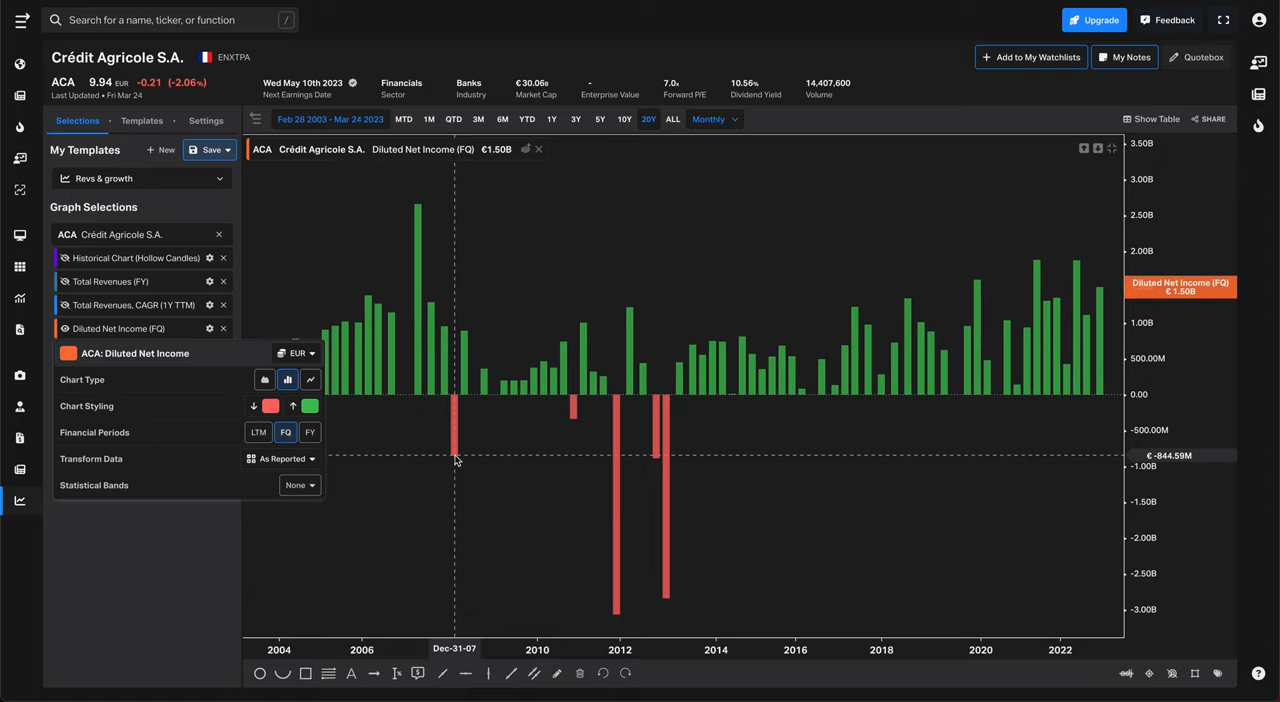 Search for a name, ticker, or function
/
Upgrade
Feedback
Crédit Agricole S.A.
ENXTPA
Add to My Watchlists
My Notes
Quotebox
ACA 9.94 EUR -0.21 (-2.06%)
Last Updated • Fri Mar 24
Wed May 10th 2023
Next Earnings Date
Financials
Sector
Banks
Industry
€30.06B
Market Cap
-
Enterprise Value
7.0x
Forward P/E
10.56%
Dividend Yield
14,407,600
Volume
Selections • Templates • Settings
Feb 28 2003 - Mar 24 2023 MTD 1M QTD 3M 6M YTD 1Y 3Y 5Y 10Y 20Y ALL Monthly
Show Table
SHARE
My Templates
New
Save
Revs & growth
Graph Selections
ACA Crédit Agricole S.A.
Historical Chart (Hollow Candles)
Total Revenues (FY)
Total Revenues, CAGR (1Y TTM)
Diluted Net Income (FQ)
ACA: Diluted Net Income
EUR
Chart Type
Chart Styling
Financial Periods
LTM FQ FY
Transform Data
As Reported
Statistical Bands
None
ACA Crédit Agricole S.A. Diluted Net Income (FQ) €1.50B
3.50B
3.00B
2.50B
2.00B
Diluted Net Income (FQ)
€ 1.50B
1.00B
500.00M
0.00
-500.00M
€ -844.59M
-1.00B
-1.50B
-2.00B
-2.50B
-3.00B
2004 2006 Dec-31-07 2010 2012 2014 2016 2018 2020 2022